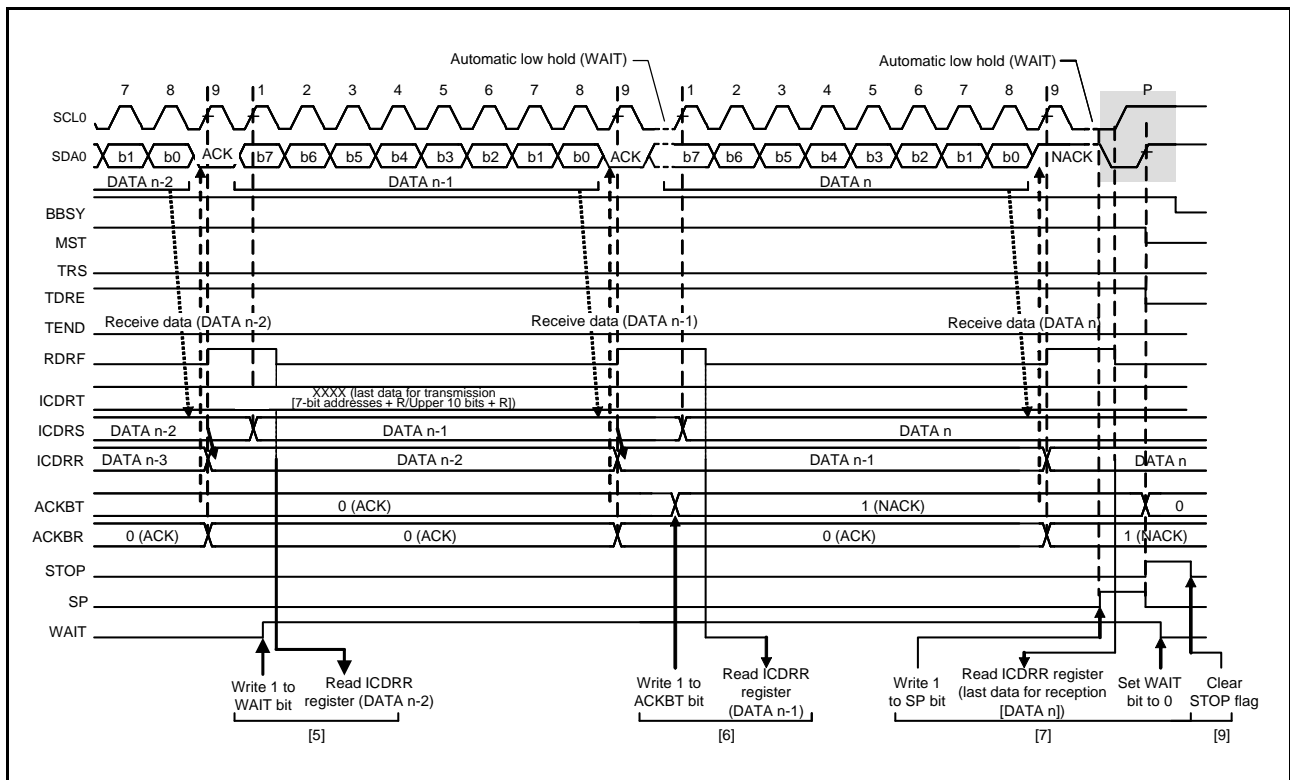 Automatic low hold (WAIT)
Automatic low hold (WAIT)
7 8 9 1 2 3 4 5 6 7 8 9 1 2 3 4 5 6 7 8 9 P
SCL0
SDA0 b1 b0 ACK b7 b6 b5 b4 b3 b2 b1 b0 ACK b7 b6 b5 b4 b3 b2 b1 b0 NACK
DATA n-2 DATA n-1 DATA n
BBSY
MST
TRS
TDRE
Receive data (DATA n-2) Receive data (DATA n-1) Receive data (DATA n)
TEND
RDRF
XXXX (last data for transmission
ICDRT
[7-bit addresses + R/Upper 10 bits + R])
ICDRS DATA n-2 DATA n-1 DATA n
ICDRR DATA n-3 DATA n-2 DATA n-1 DATA n
ACKBT 0 (ACK) 1 (NACK) 0
ACKBR 0 (ACK) 0 (ACK) 0 (ACK) 1 (NACK)
STOP
SP
WAIT
Write 1 to
WAIT bit
Read ICDRR
register (DATA n-2)
[5]
Write 1 to
ACKBT bit
Read ICDRR
register
(DATA n-1)
[6]
Write 1
to SP bit
Read ICDRR register
(last data for reception
[DATA n])
[7]
Set WAIT
bit to 0
Clear
STOP flag
[9]